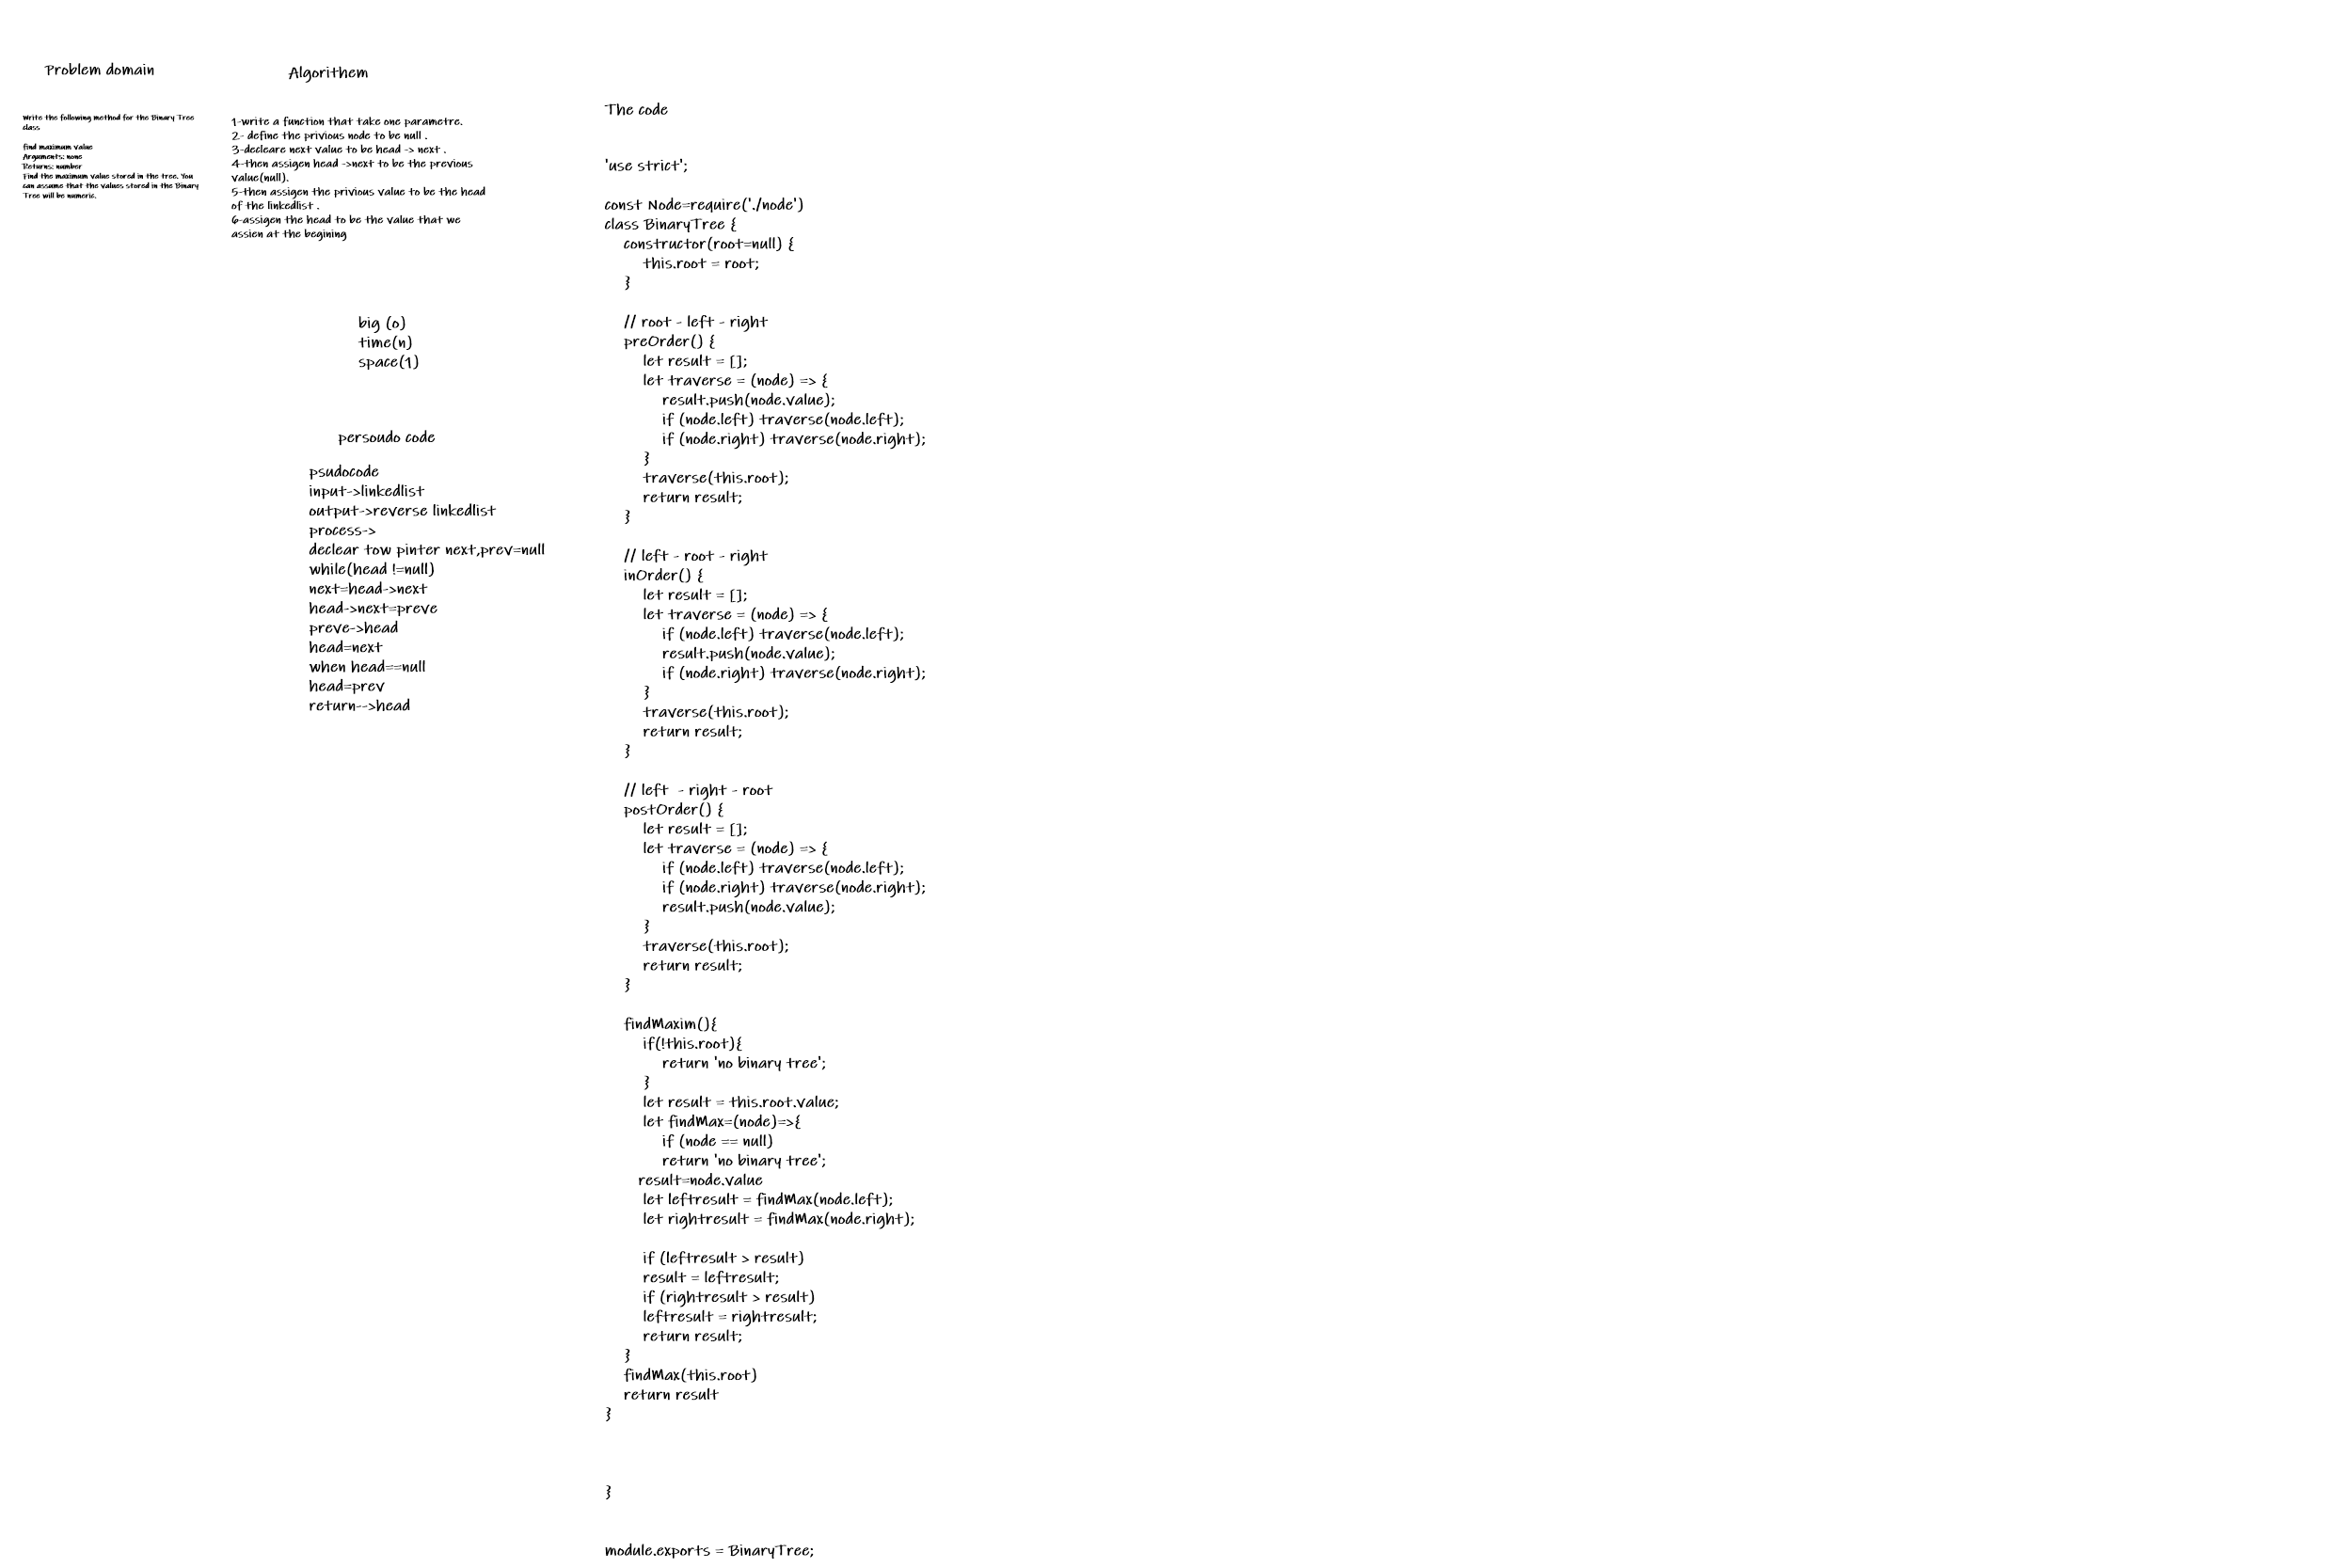 Problem domain
Write the following method for the Binary Tree
class
find maximum value
Arguments: none
Returns: number
Find the maximum value stored in the tree. You
can assume that the values stored in the Binary
Tree will be numeric.
Algorithem
1-write a function that take one parametre.
2- define the privious node to be null .
3-decleare next value to be head -> next .
4-then assigen head ->next to be the previous
value(null).
5-then assigen the privious value to be the head
of the linkedlist .
6-assigen the head to be the value that we
assien at the begining
big (o)
time(n)
space(1)
persoudo code
psudocode
input->linkedlist
output->reverse linkedlist
process->
declear tow pinter next,prev=null
while(head !=null)
next=head->next
head->next=preve
preve->head
head=next
when head==null
head=prev
return-->head
The code
'use strict';
const Node=require('./node')
class BinaryTree {
constructor(root=null) {
this.root = root;
}
// root - left - right
preOrder() {
let result = [];
let traverse = (node) => {
result.push(node.value);
if (node.left) traverse(node.left);
if (node.right) traverse(node.right);
}
traverse(this.root);
return result;
}
// left - root - right
inOrder() {
let result = [];
let traverse = (node) => {
if (node.left) traverse(node.left);
result.push(node.value);
if (node.right) traverse(node.right);
}
traverse(this.root);
return result;
}
// left  - right - root
postOrder() {
let result = [];
let traverse = (node) => {
if (node.left) traverse(node.left);
if (node.right) traverse(node.right);
result.push(node.value);
}
traverse(this.root);
return result;
}
findMaxim(){
if(!this.root){
return 'no binary tree';
}
let result = this.root.value;
let findMax=(node)=>{
if (node == null)
return 'no binary tree';
result=node.value
let leftresult = findMax(node.left);
let rightresult = findMax(node.right);
if (leftresult > result)
result = leftresult;
if (rightresult > result)
leftresult = rightresult;
return result;
}
findMax(this.root)
return result
}
}
module.exports = BinaryTree;